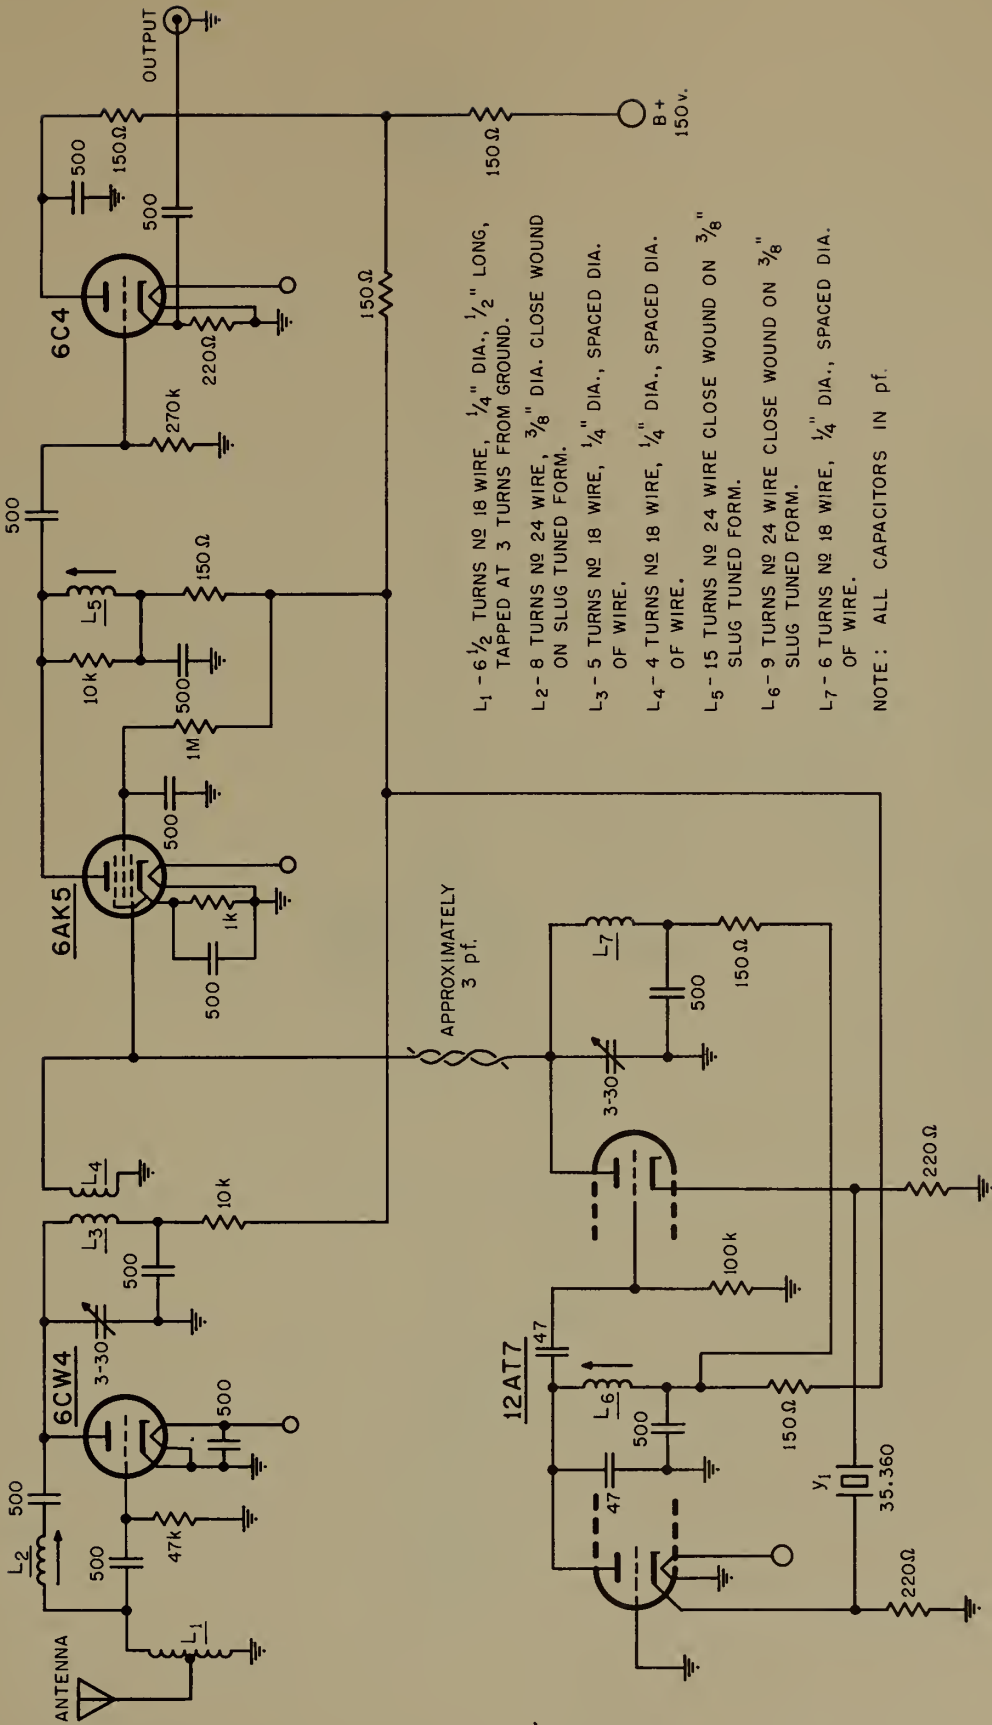 ANTENNA
L1
L2
500
500
47k
6CW4
500
3-30
500
L3
L4
10k
6AK5
500
1k
500
1M
10k
500
L5
150Ω
500
270k
6C4
220Ω
500
150Ω
500
OUTPUT
150Ω
150Ω
B+
150v.
APPROXIMATELY
3 pf.
12AT7
47
47
L6
500
150Ω
100k
3-30
L7
500
150Ω
Y1
35.360
220Ω
220Ω
L1 - 6 1/2 TURNS Nº 18 WIRE, 1/4" DIA., 1/2" LONG,
TAPPED AT 3 TURNS FROM GROUND.
L2 - 8 TURNS Nº 24 WIRE, 3/8" DIA. CLOSE WOUND
ON SLUG TUNED FORM.
L3 - 5 TURNS Nº 18 WIRE, 1/4" DIA., SPACED DIA.
OF WIRE.
L4 - 4 TURNS Nº 18 WIRE, 1/4" DIA., SPACED DIA.
OF WIRE.
L5 - 15 TURNS Nº 24 WIRE CLOSE WOUND ON 3/8"
SLUG TUNED FORM.
L6 - 9 TURNS Nº 24 WIRE CLOSE WOUND ON 3/8"
SLUG TUNED FORM.
L7 - 6 TURNS Nº 18 WIRE, 1/4" DIA., SPACED DIA.
OF WIRE.
NOTE: ALL CAPACITORS IN pf.